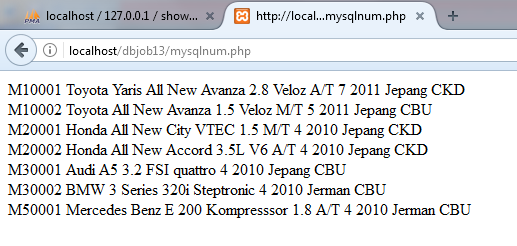 PMA localhost / 127.0.0.1 / show... × http://local...mysqlnum.php ×
localhost/dbjob13/mysqlnum.php
M10001 Toyota Yaris All New Avanza 2.8 Veloz A/T 7 2011 Jepang CKD
M10002 Toyota All New Avanza 1.5 Veloz M/T 5 2011 Jepang CBU
M20001 Honda All New City VTEC 1.5 M/T 4 2010 Jepang CKD
M20002 Honda All New Accord 3.5L V6 A/T 4 2010 Jepang CKD
M30001 Audi A5 3.2 FSI quattro 4 2010 Jepang CBU
M30002 BMW 3 Series 320i Steptronic 4 2010 Jerman CBU
M50001 Mercedes Benz E 200 Kompresssor 1.8 A/T 4 2010 Jerman CBU